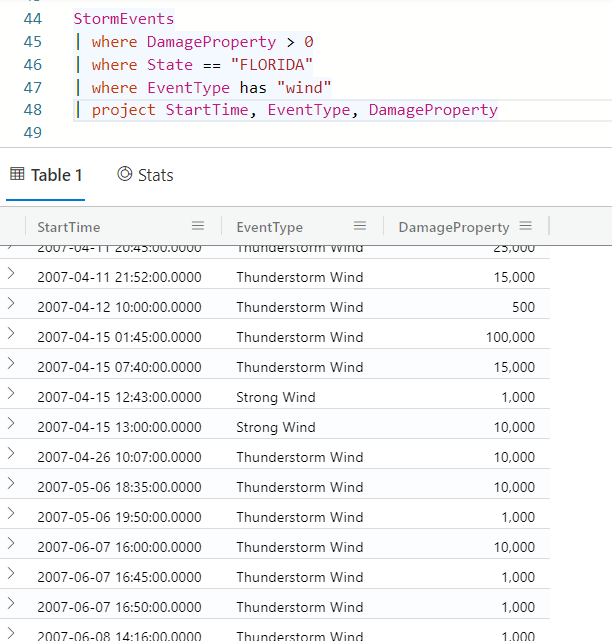 44 StormEvents
45 | where DamageProperty > 0
46 | where State == "FLORIDA"
47 | where EventType has "wind"
48 | project StartTime, EventType, DamageProperty
49
Table 1 Stats
StartTime EventType DamageProperty
2007-04-11 20:45:00.0000 Thunderstorm Wind 25,000
2007-04-11 21:52:00.0000 Thunderstorm Wind 15,000
2007-04-12 10:00:00.0000 Thunderstorm Wind 500
2007-04-15 01:45:00.0000 Thunderstorm Wind 100,000
2007-04-15 07:40:00.0000 Thunderstorm Wind 15,000
2007-04-15 12:43:00.0000 Strong Wind 1,000
2007-04-15 13:00:00.0000 Strong Wind 10,000
2007-04-26 10:07:00.0000 Thunderstorm Wind 10,000
2007-05-06 18:35:00.0000 Thunderstorm Wind 10,000
2007-05-06 19:50:00.0000 Thunderstorm Wind 1,000
2007-06-07 16:00:00.0000 Thunderstorm Wind 10,000
2007-06-07 16:45:00.0000 Thunderstorm Wind 1,000
2007-06-07 16:50:00.0000 Thunderstorm Wind 1,000
2007-06-08 14:16:00.0000 Thunderstorm Wind 1,000